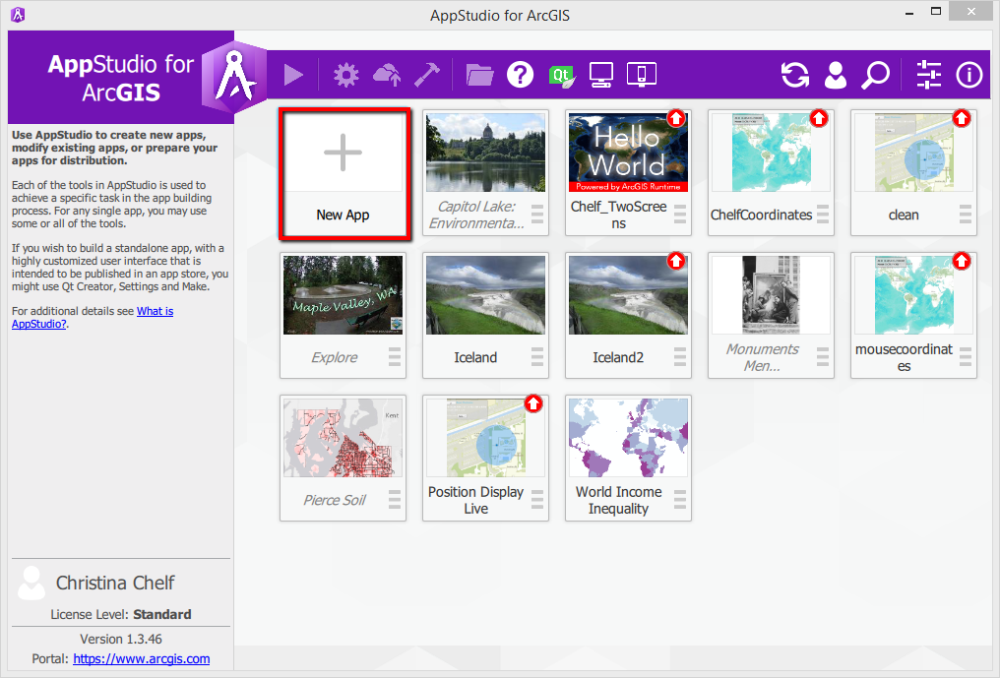 AppStudio for ArcGIS
AppStudio for
ArcGIS
Use AppStudio to create new apps,
modify existing apps, or prepare your
apps for distribution.
Each of the tools in AppStudio is used to
achieve a specific task in the app building
process. For any single app, you may use
some or all of the tools.
If you wish to build a standalone app, with a
highly customized user interface that is
intended to be published in an app store, you
might use Qt Creator, Settings and Make.
For additional details see What is
AppStudio?.
Christina Chelf
License Level: Standard
Version 1.3.46
Portal: https://www.arcgis.com
Qt
New App
Capitol Lake:
Environmenta...
Hello
World
Powered by ArcGIS Runtime
Chelf_TwoScree
ns
ChelfCoordinates
clean
Maple Valley, WA
Explore
Iceland
Iceland2
Monuments
Men...
mousecoordinat
es
Kent
Pierce Soil
Position Display
Live
World Income
Inequality